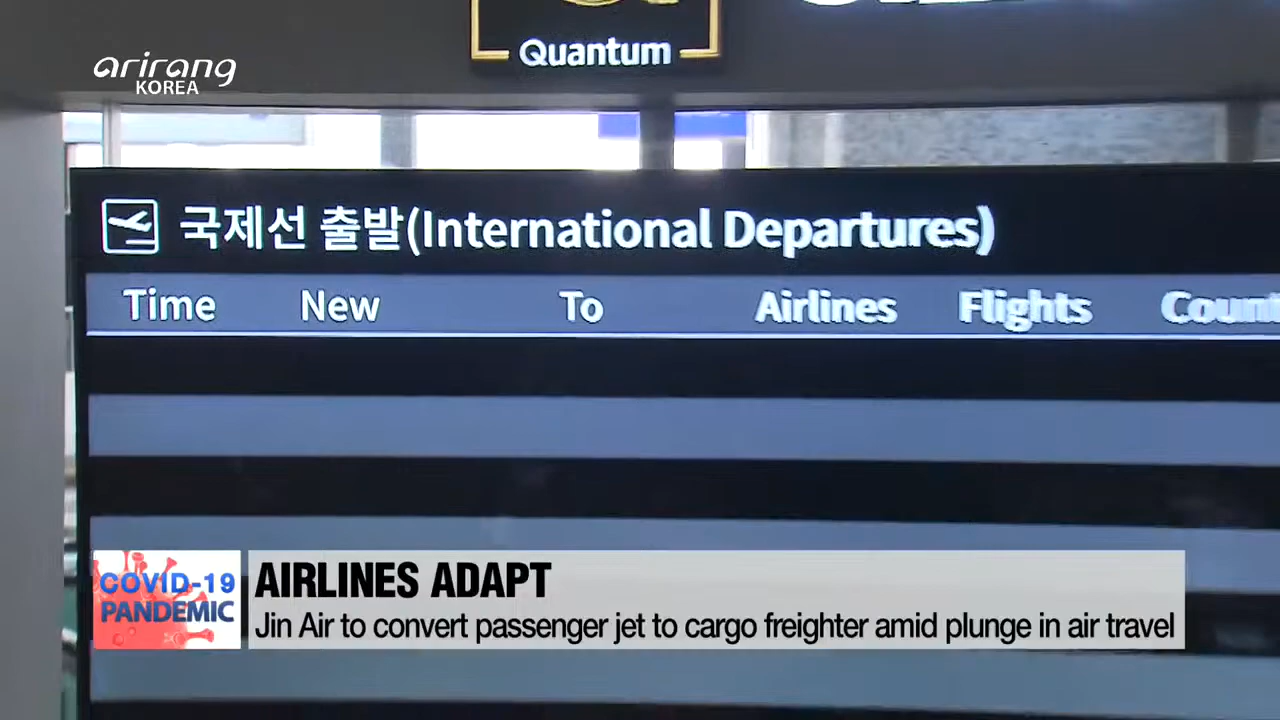 Quantum
arirang
KOREA
국제선 출발(International Departures)
Time New To Airlines Flights
COVID-19
PANDEMIC
AIRLINES ADAPT
Jin Air to convert passenger jet to cargo freighter amid plunge in air travel